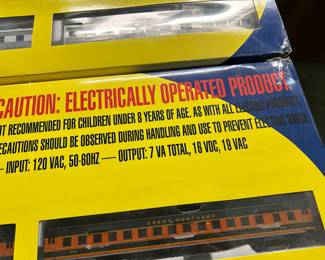 CAUTION: ELECTRICALLY OPERATED PRODUCT.
NOT RECOMMENDED FOR CHILDREN UNDER 8 YEARS OF AGE. AS WITH ALL ELECTRIC PRODUCTS,
PRECAUTIONS SHOULD BE OBSERVED DURING HANDLING AND USE TO PREVENT ELECTRIC SHOCK.
— INPUT: 120 VAC, 50-60HZ — OUTPUT: 7 VA TOTAL, 16 VDC, 19 VAC
GREAT NORTHERN